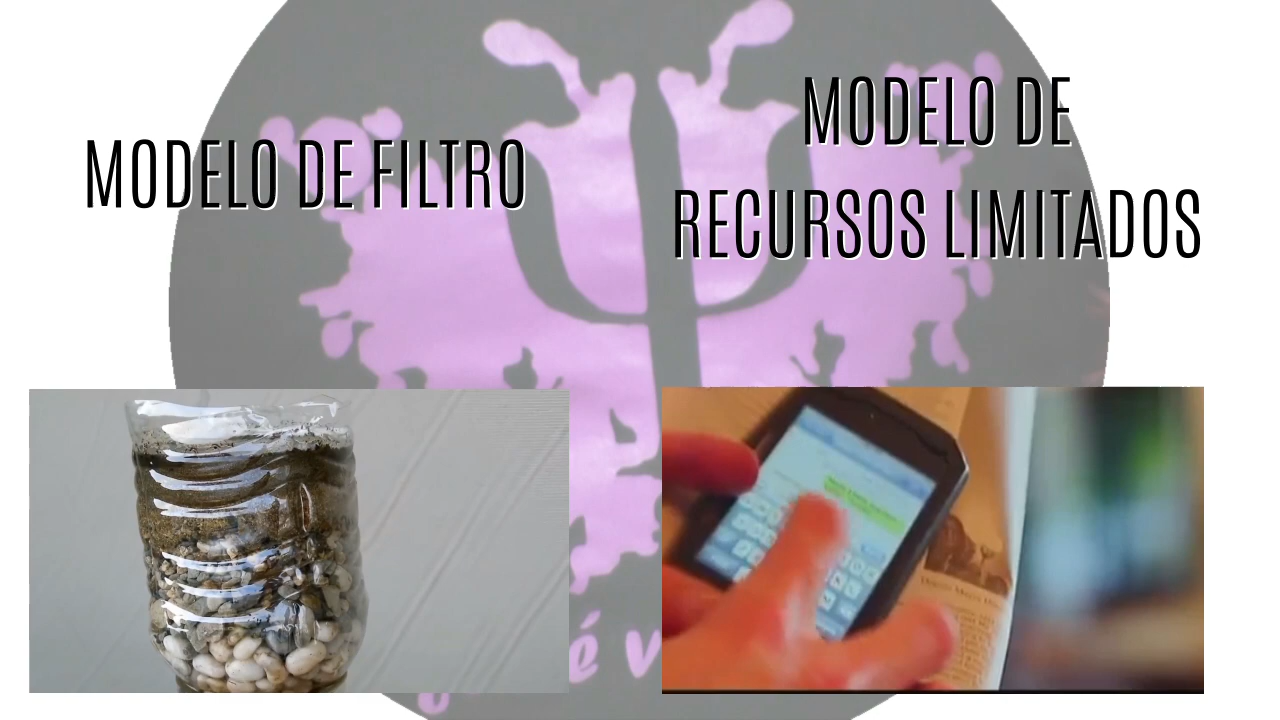 MODELO DE FILTRO
MODELO DE
RECURSOS LIMITADOS
é v